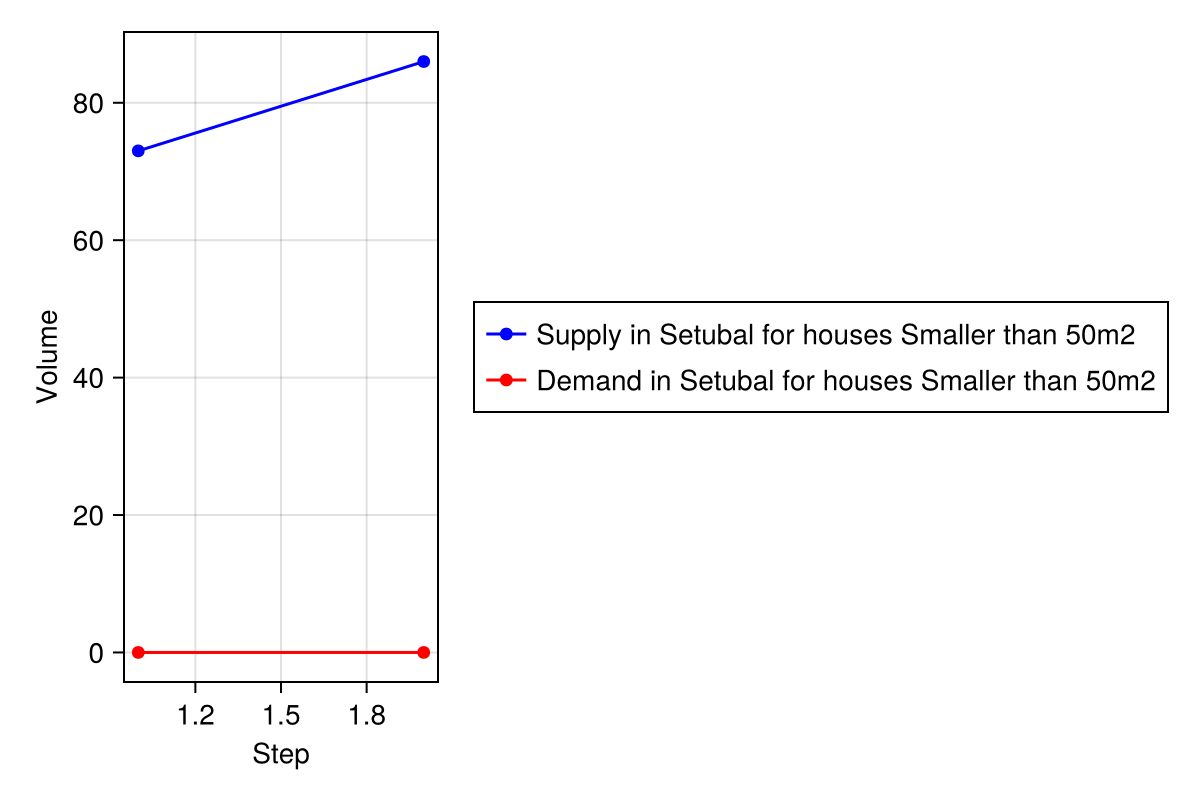 80
60
40
20
0
Volume
1.2 1.5 1.8
Step
Supply in Setubal for houses Smaller than 50m2
Demand in Setubal for houses Smaller than 50m2